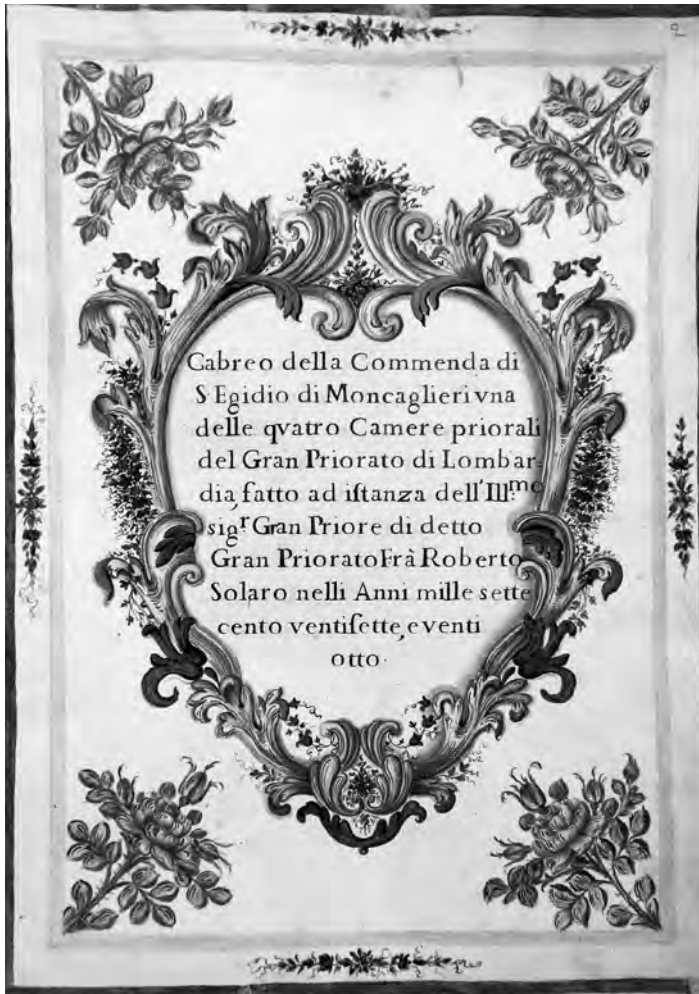 Cabreo della Commenda di
S Egidio di Moncaglieri vna
delle qvatro Camere priorali
del Gran Priorato di Lombar=
dia, fatto ad iſtanza dell'Ill.mo
sig.r Gran Priore di detto
Gran Priorato Frà Roberto
Solaro nelli Anni mille sette
cento ventiſette, e venti
otto.